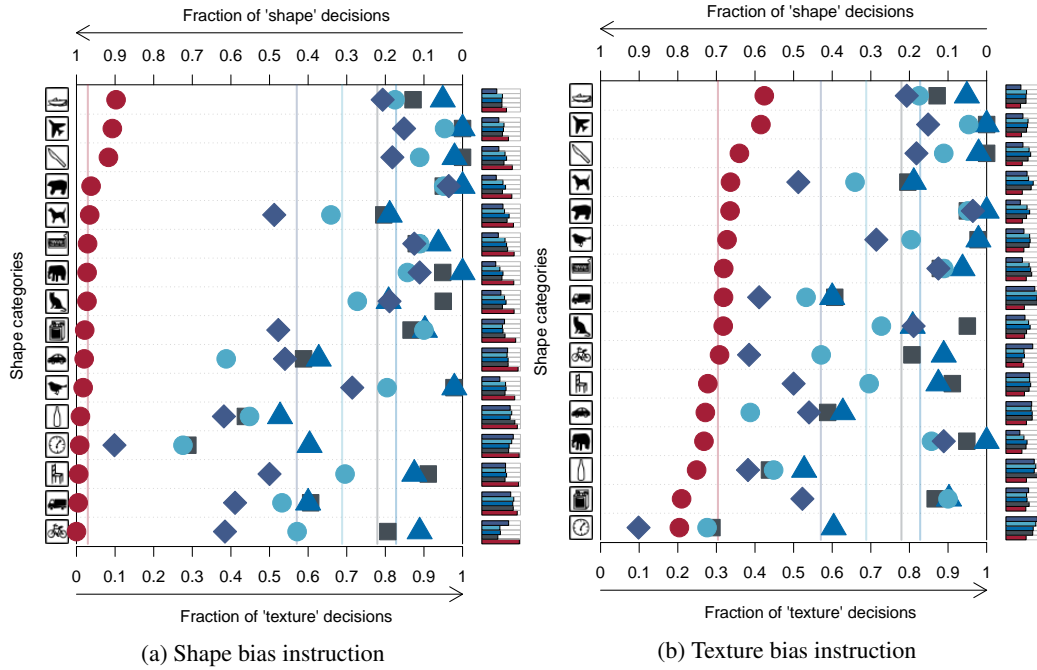 Fraction of 'shape' decisions
1 0.9 0.8 0.7 0.6 0.5 0.4 0.3 0.2 0.1 0
Shape categories
0 0.1 0.2 0.3 0.4 0.5 0.6 0.7 0.8 0.9 1
Fraction of 'texture' decisions
(a) Shape bias instruction
Fraction of 'shape' decisions
1 0.9 0.8 0.7 0.6 0.5 0.4 0.3 0.2 0.1 0
Shape categories
0 0.1 0.2 0.3 0.4 0.5 0.6 0.7 0.8 0.9 1
Fraction of 'texture' decisions
(b) Texture bias instruction